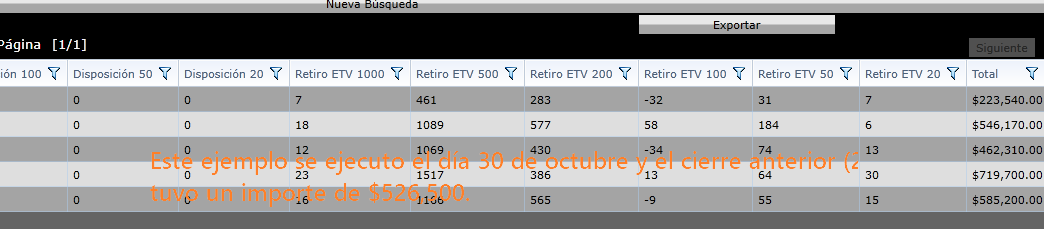 Nueva Búsqueda
Exportar
Página [1/1]
Siguiente
ión 100 Disposición 50 Disposición 20 Retiro ETV 1000 Retiro ETV 500 Retiro ETV 200 Retiro ETV 100 Retiro ETV 50 Retiro ETV 20 Total
0 0 7 461 283 -32 31 7 $223,540.00
0 0 18 1089 577 58 184 6 $546,170.00
0 0 12 1069 430 -34 74 13 $462,310.00
Este ejemplo se ejecuto el día 30 de octubre y el cierre anterior (2
0 0 23 1517 386 13 64 30 $719,700.00
tuvo un importe de $526,500.
0 0 16 565 -9 55 15 $585,200.00